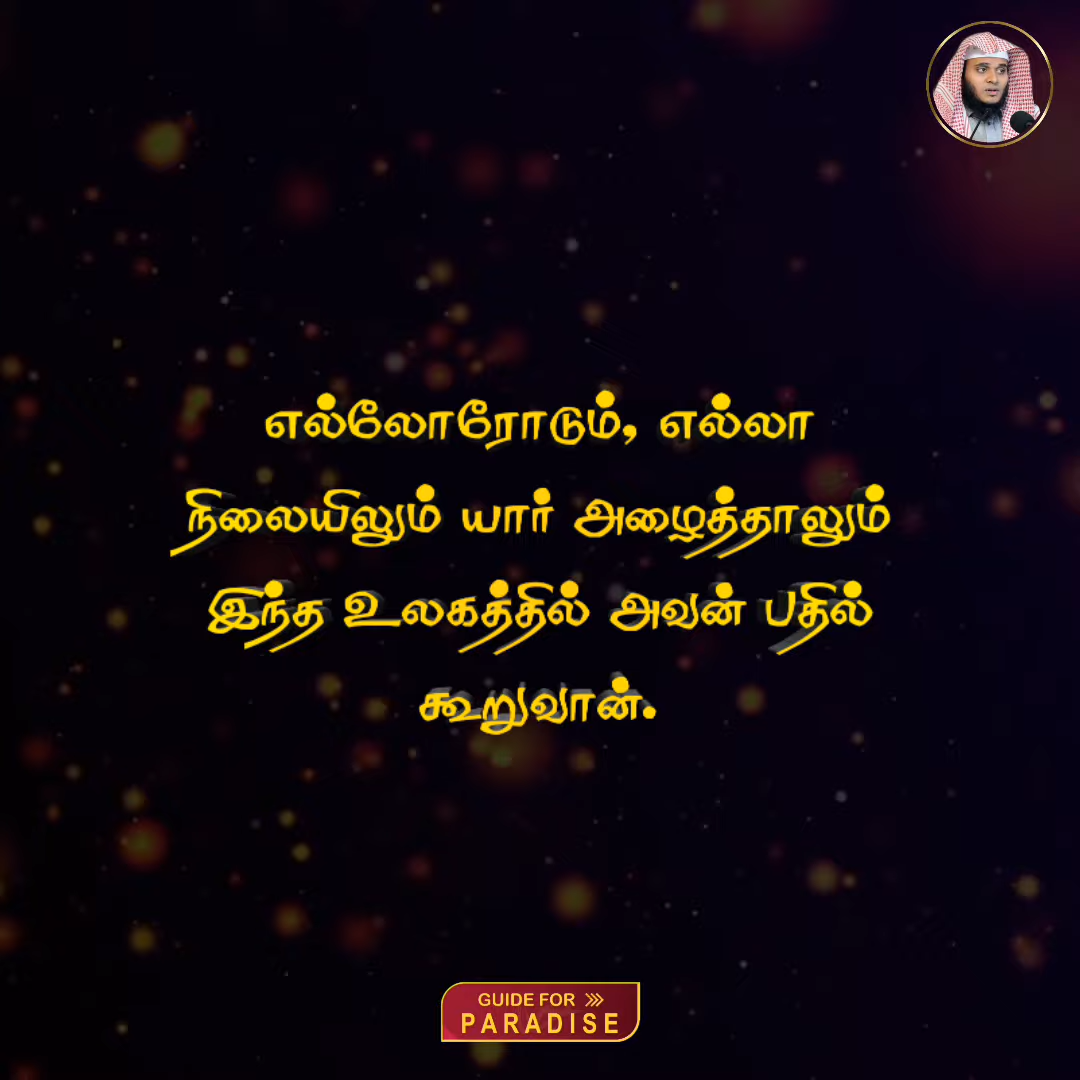 எல்லோரோடும், எல்லா
நிலையிலும் யார் அழைத்தாலும்
இந்த உலகத்தில் அவன் பதில்
கூறுவான்.
GUIDE FOR >>>
PARADISE